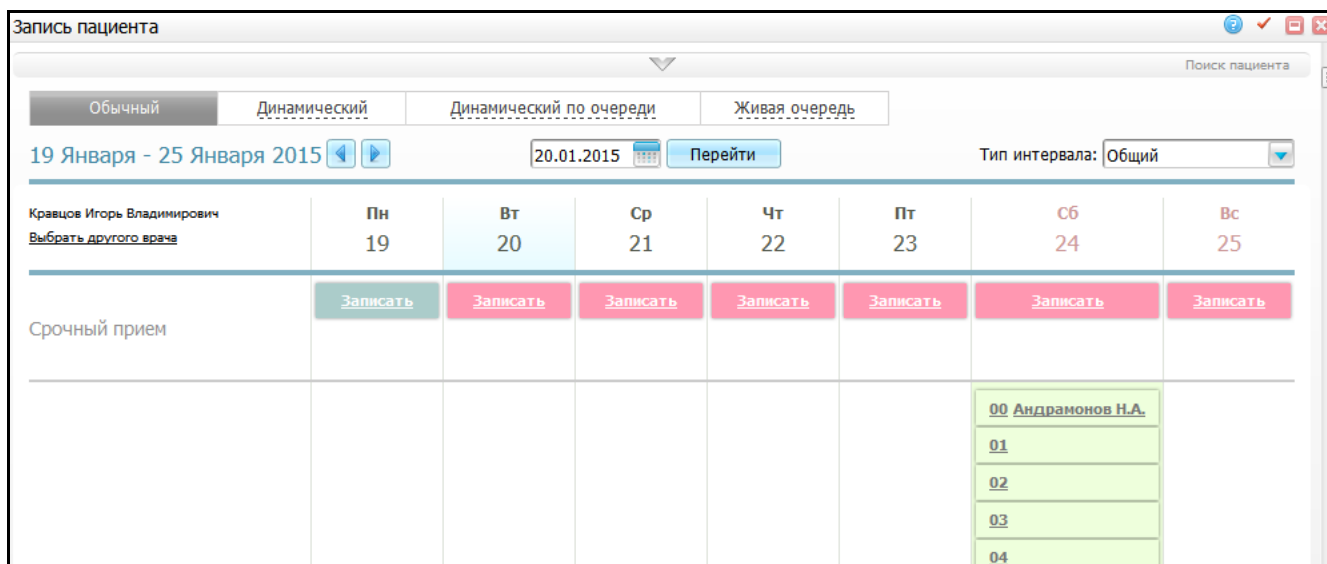 Запись пациента
Поиск пациента
Обычный Динамический Динамический по очереди Живая очередь
19 Января - 25 Января 2015 20.01.2015 Перейти Тип интервала: Общий
Кравцов Игорь Владимирович Пн Вт Ср Чт Пт Сб Вс
Выбрать другого врача 19 20 21 22 23 24 25
Записать Записать Записать Записать Записать Записать Записать
Срочный прием
00 Андрамонов Н.А.
01
02
03
04